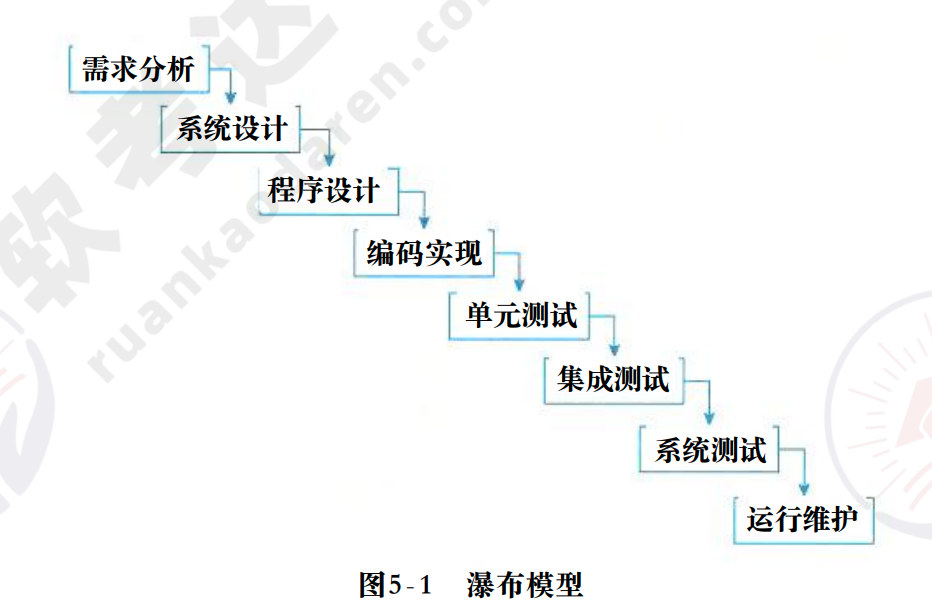 需求分析
系统设计
程序设计
编码实现
单元测试
集成测试
系统测试
运行维护
图5-1 瀑布模型
软考达
ruankaodaren.com